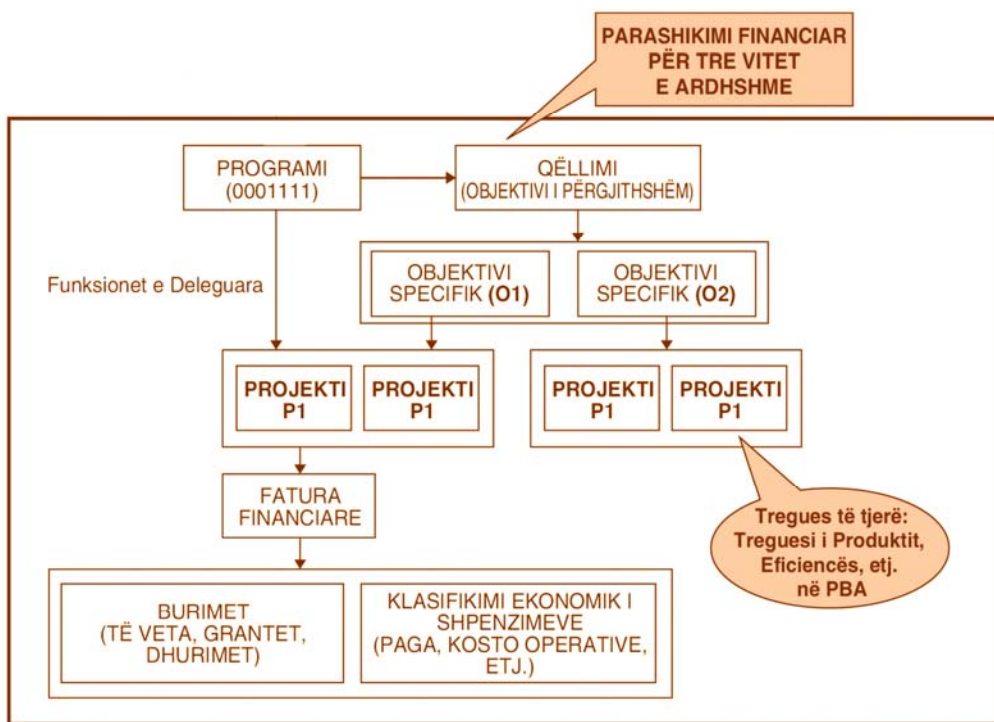 PARASHIKIMI FINANCIAR
PËR TRE VITET
E ARDHSHME
PROGRAMI
(0001111)
QËLLIMI
(OBJEKTIVI I PËRGJITHSHËM)
Funksionet e Deleguara
OBJEKTIVI
SPECIFIK (O1)
OBJEKTIVI
SPECIFIK (O2)
PROJEKTI
P1
PROJEKTI
P1
PROJEKTI
P1
PROJEKTI
P1
FATURA
FINANCIARE
Tregues të tjerë:
Treguesi i Produktit,
Eficiencës, etj.
në PBA
BURIMET
(TË VETA, GRANTET,
DHURIMET)
KLASIFIKIMI EKONOMIK I
SHPENZIMEVE
(PAGA, KOSTO OPERATIVE,
ETJ.)